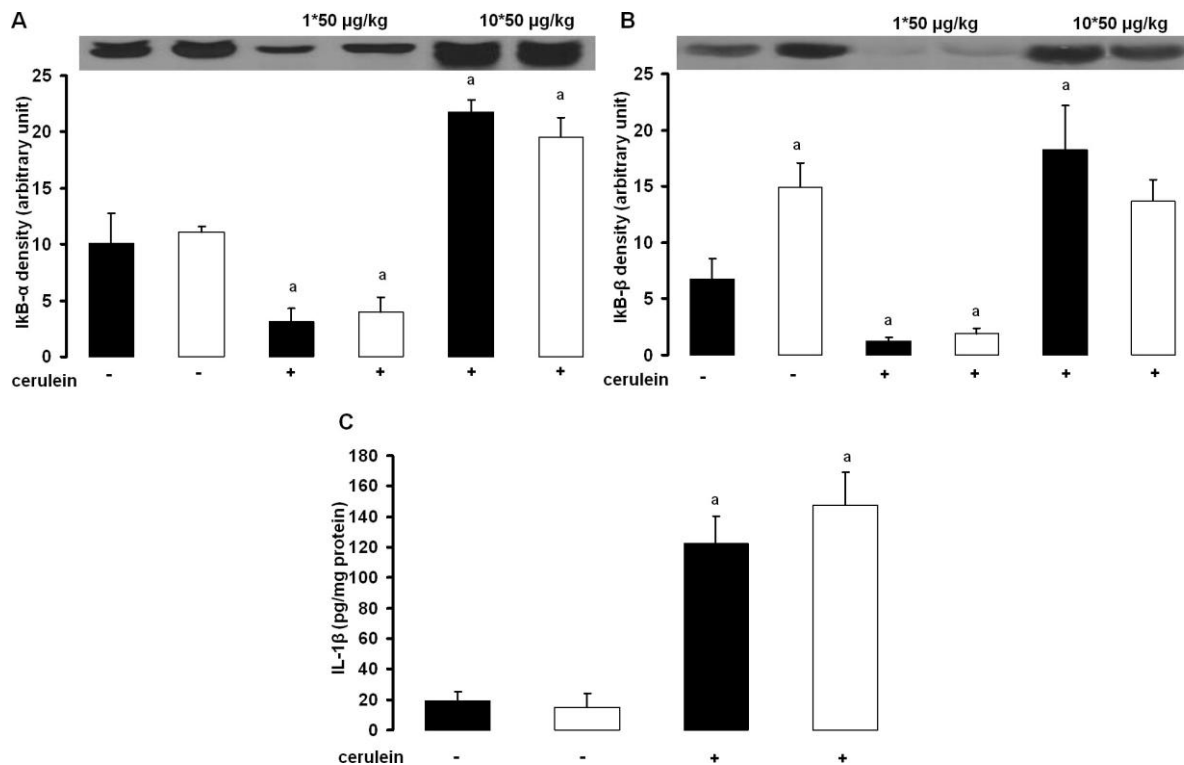 A
1*50 µg/kg
10*50 µg/kg
IkB-α density (arbitrary unit)
25
20
15
10
5
0
a
a
a
a
cerulein - - + + + +
B
1*50 µg/kg
10*50 µg/kg
IkB-β density (arbitrary unit)
25
20
15
10
5
0
a
a
a
a
cerulein - - + + + +
C
IL-1β (pg/mg protein)
180
160
140
120
100
80
60
40
20
0
a
a
cerulein - - + +